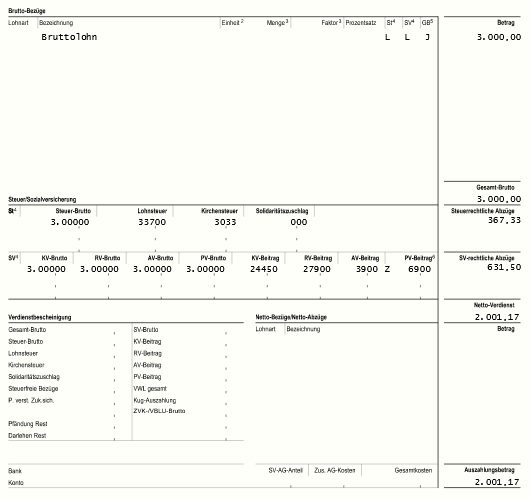 Brutto-Bezüge
Lohnart Bezeichnung Einheit 2 Menge 3 Faktor 3 Prozentsatz St4 SV4 GB5 Betrag
Bruttolohn L L J 3.000,00
Gesamt-Brutto
Steuer/Sozialversicherung 3.000,00
St4 Steuer-Brutto Lohnsteuer Kirchensteuer Solidaritätszuschlag Steuerrechtliche Abzüge
3.00000 33700 3033 000 367,33
SV4 KV-Brutto RV-Brutto AV-Brutto PV-Brutto KV-Beitrag RV-Beitrag AV-Beitrag PV-Beitrag6 SV-rechtliche Abzüge
3.00000 3.00000 3.00000 3.00000 24450 27900 3900 Z 6900 631,50
Netto-Verdienst
Verdienstbescheinigung Netto-Bezüge/Netto-Abzüge 2.001,17
Gesamt-Brutto SV-Brutto Lohnart Bezeichnung Betrag
Steuer-Brutto KV-Beitrag
Lohnsteuer RV-Beitrag
Kirchensteuer AV-Beitrag
Solidaritätszuschlag PV-Beitrag
Steuerfreie Bezüge VWL gesamt
P. verst. Zuk.sich. Kug-Auszahlung
ZVK-/VBLU-Brutto
Pfändung Rest
Darlehen Rest
Bank SV-AG-Anteil Zus. AG-Kosten Gesamtkosten Auszahlungsbetrag
Konto 2.001,17